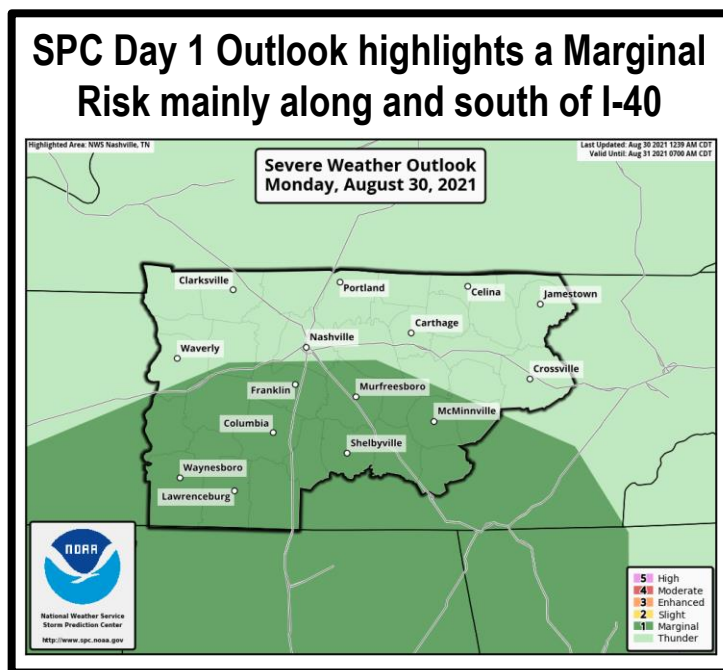 SPC Day 1 Outlook highlights a Marginal
Risk mainly along and south of I-40
Highlighted Area: NWS Nashville, TN
Last Updated: Aug 30 2021 1239 AM CDT
Valid Until: Aug 31 2021 0700 AM CDT
Severe Weather Outlook
Monday, August 30, 2021
Clarksville
Portland
Celina
Jamestown
Carthage
Nashville
Waverly
Crossville
Franklin
Murfreesboro
McMinnville
Columbia
Shelbyville
Waynesboro
Lawrenceburg
NOAA
National Weather Service
Storm Prediction Center
http://www.spc.noaa.gov
5 High
4 Moderate
3 Enhanced
2 Slight
1 Marginal
Thunder